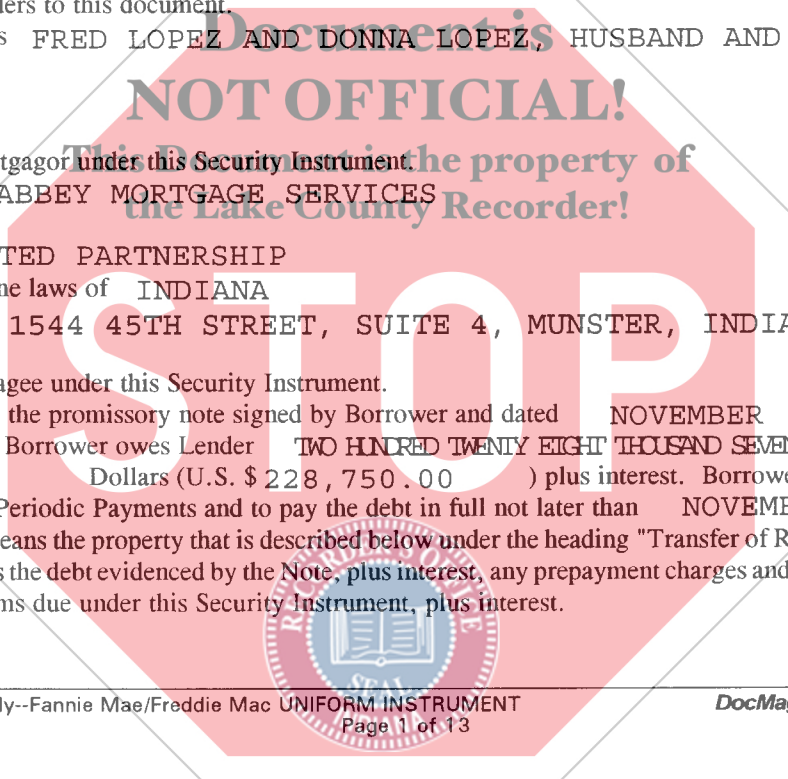 ders to this document.
Document is
s FRED LOPEZ AND DONNA LOPEZ, HUSBAND AND
NOT OFFICIAL!
tgagor under this Security Instrument.
This Document is the property of
ABBEY MORTGAGE SERVICES
the Lake County Recorder!
TED PARTNERSHIP
he laws of INDIANA
STOP
1544 45TH STREET, SUITE 4, MUNSTER, INDIA
agee under this Security Instrument.
the promissory note signed by Borrower and dated NOVEMBER
Borrower owes Lender TWO HUNDRED TWENTY EIGHT THOUSAND SEVEN
Dollars (U.S. $ 228,750.00 ) plus interest. Borrowe
Periodic Payments and to pay the debt in full not later than NOVEMB
eans the property that is described below under the heading "Transfer of R
s the debt evidenced by the Note, plus interest, any prepayment charges and
ms due under this Security Instrument, plus interest.
RECORDER'S OFFICE
SEAL
INDIANA
ly--Fannie Mae/Freddie Mac UNIFORM INSTRUMENT
DocMag
Page 1 of 13